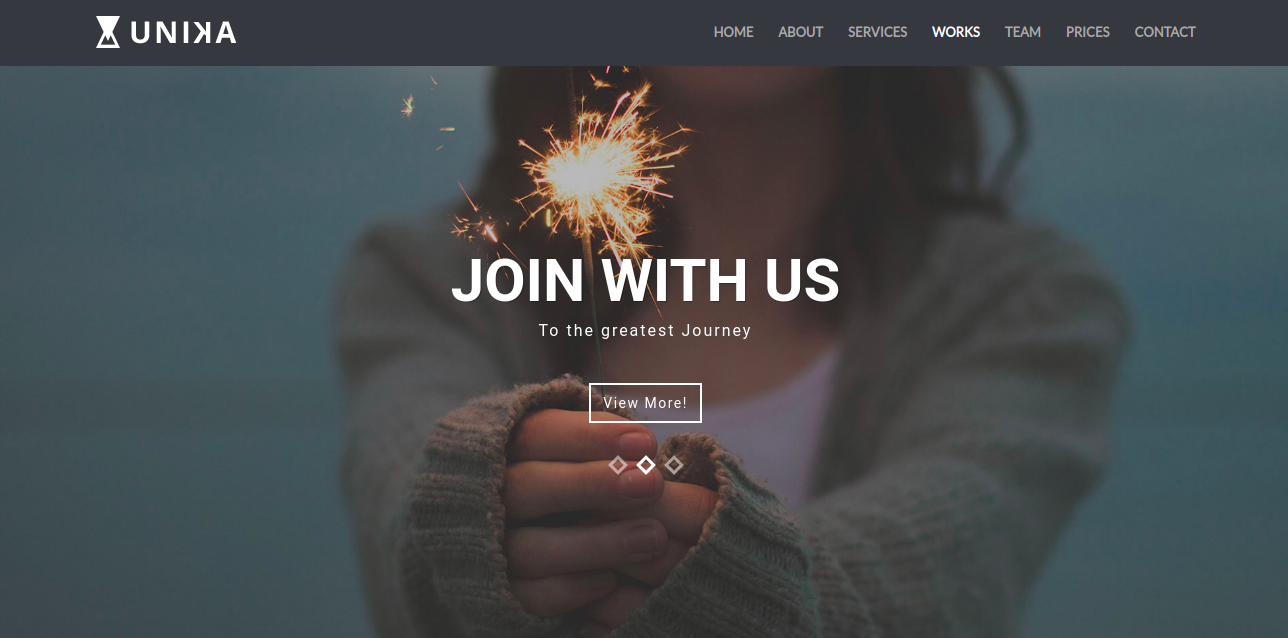 UNIKA
HOME ABOUT SERVICES WORKS TEAM PRICES CONTACT
JOIN WITH US
To the greatest Journey
View More!